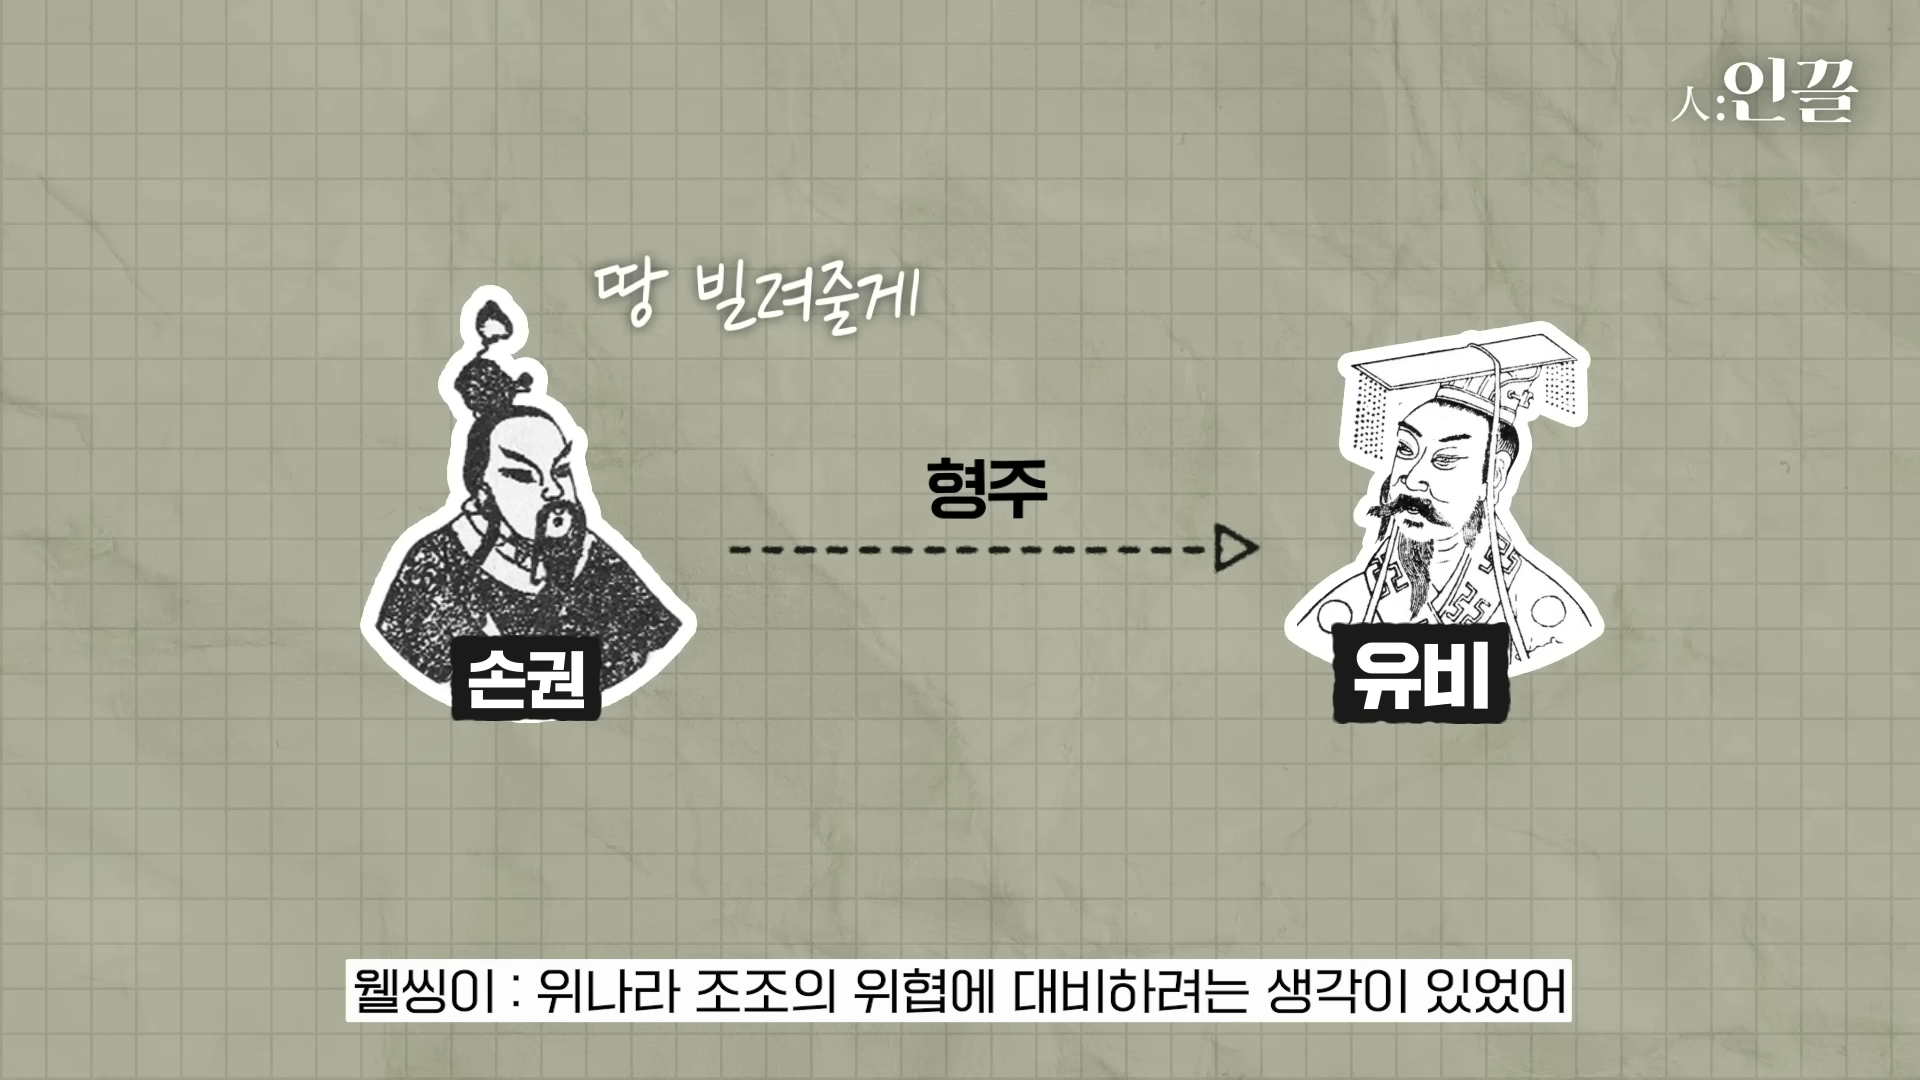 人:인끌
땅 빌려줄게
형주
손권
유비
웰씽이 : 위나라 조조의 위협에 대비하려는 생각이 있었어